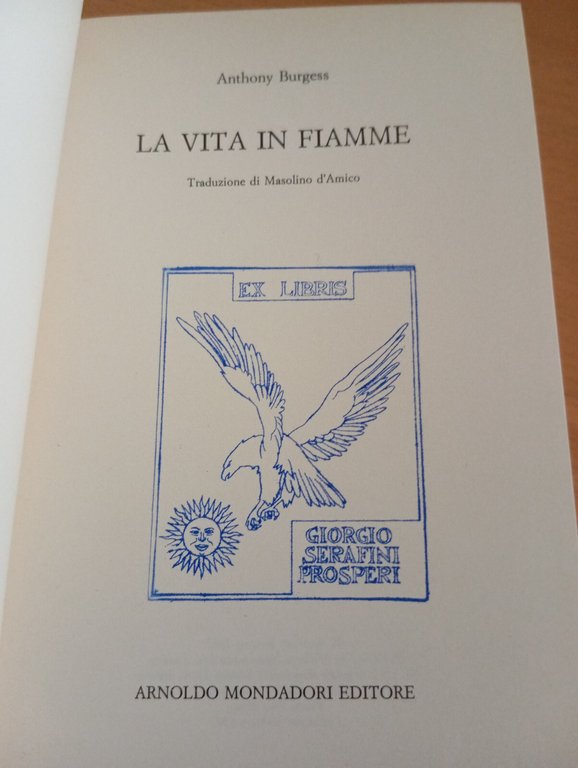 Anthony Burgess
LA VITA IN FIAMME
Traduzione di Masolino d'Amico
EX LIBRIS
GIORGIO
SERAFINI
PROSPERI
ARNOLDO MONDADORI EDITORE